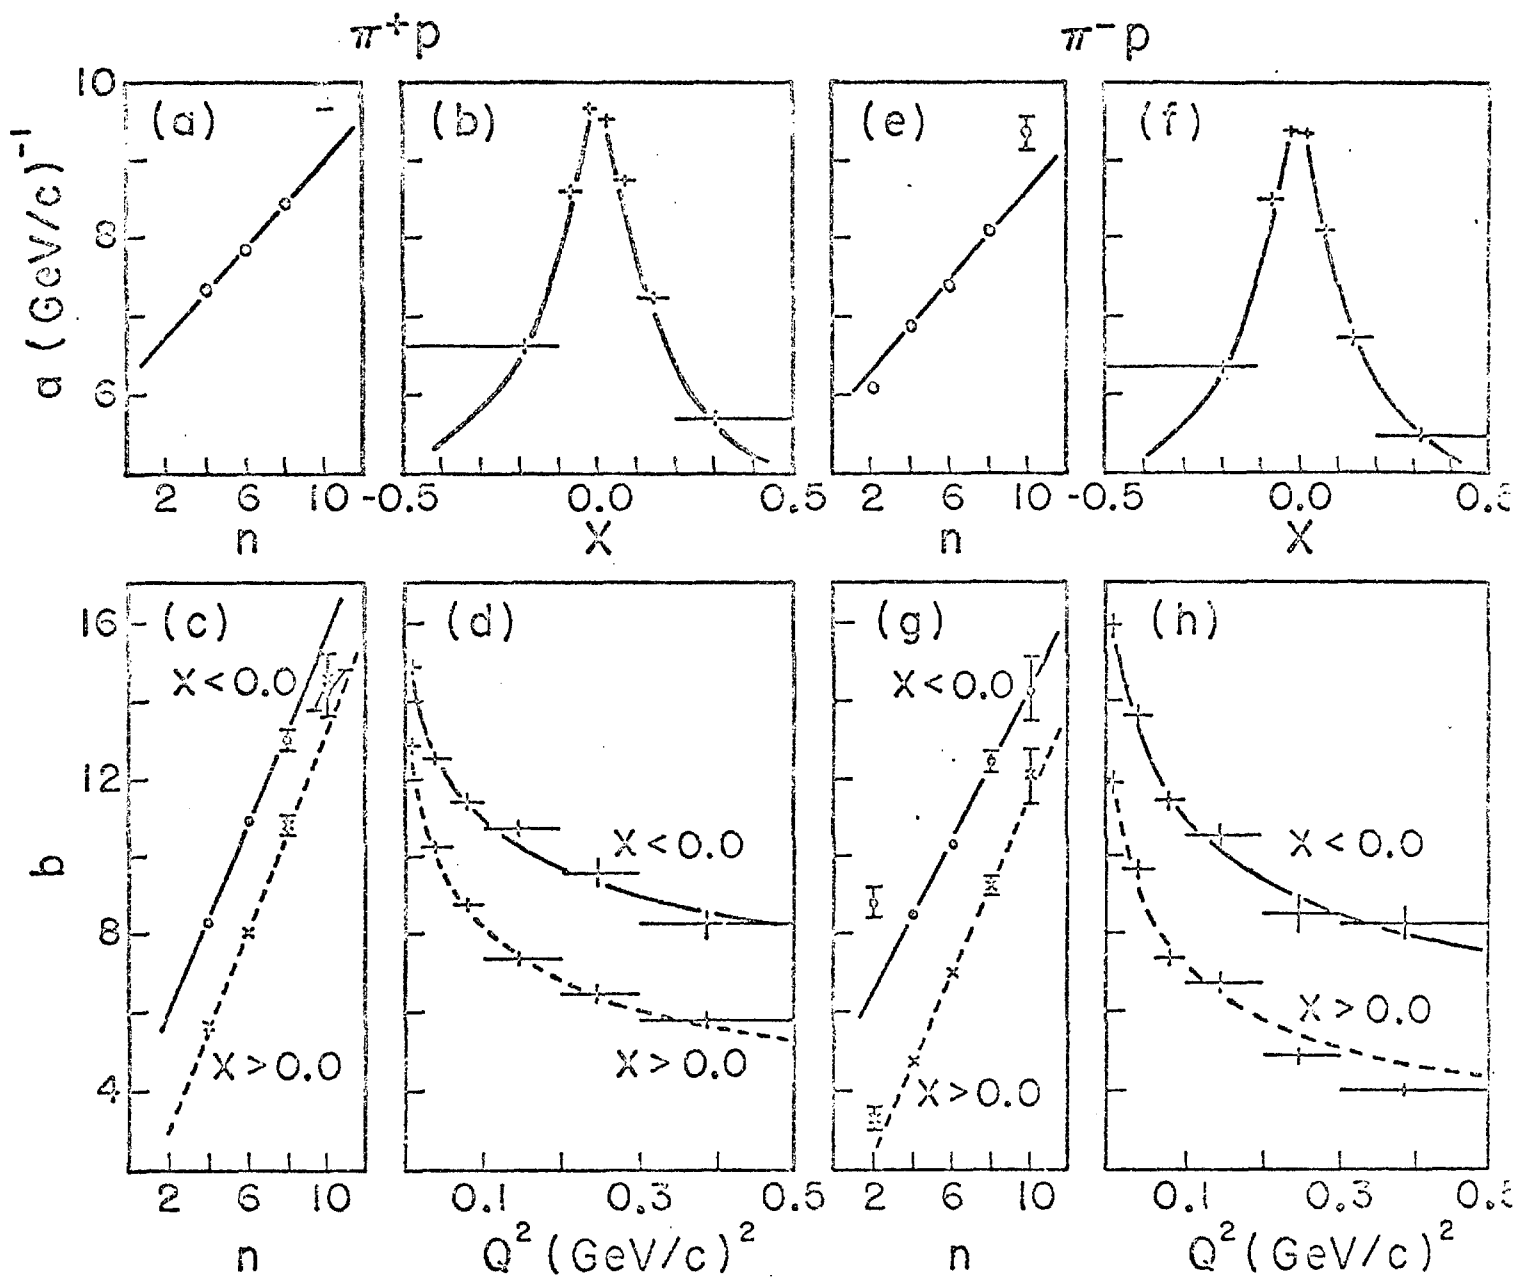 π⁺p π⁻p
10 (a) (b) (e) (f)
a (GeV/c)⁻¹
8
6
2 6 10 -0.5 0.0 0.5 2 6 10 -0.5 0.0
n X n X
16 (c) (d) (g) (h)
X<0.0 X<0.0
12
X<0.0 X<0.0
b
8
X>0.0
X>0.0 X>0.0 X>0.0
4
2 6 10 0.1 0.3 0.5 2 6 10 0.1 0.3
n Q² (GeV/c)² n Q² (GeV/c)²